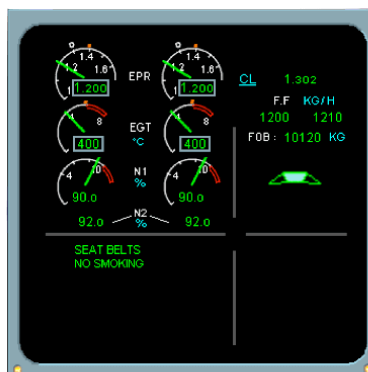 1.4 1.4
1.2 1.6 1.2 1.6
1 EPR 1 CL 1.302
1.200 1.200
F.F KG/H
4 8 4 8 1200 1210
EGT
400 °C 400 FOB: 10120 KG
4 10 N1 4 10
90.0 % 90.0
92.0 N2 92.0
%
SEAT BELTS
NO SMOKING